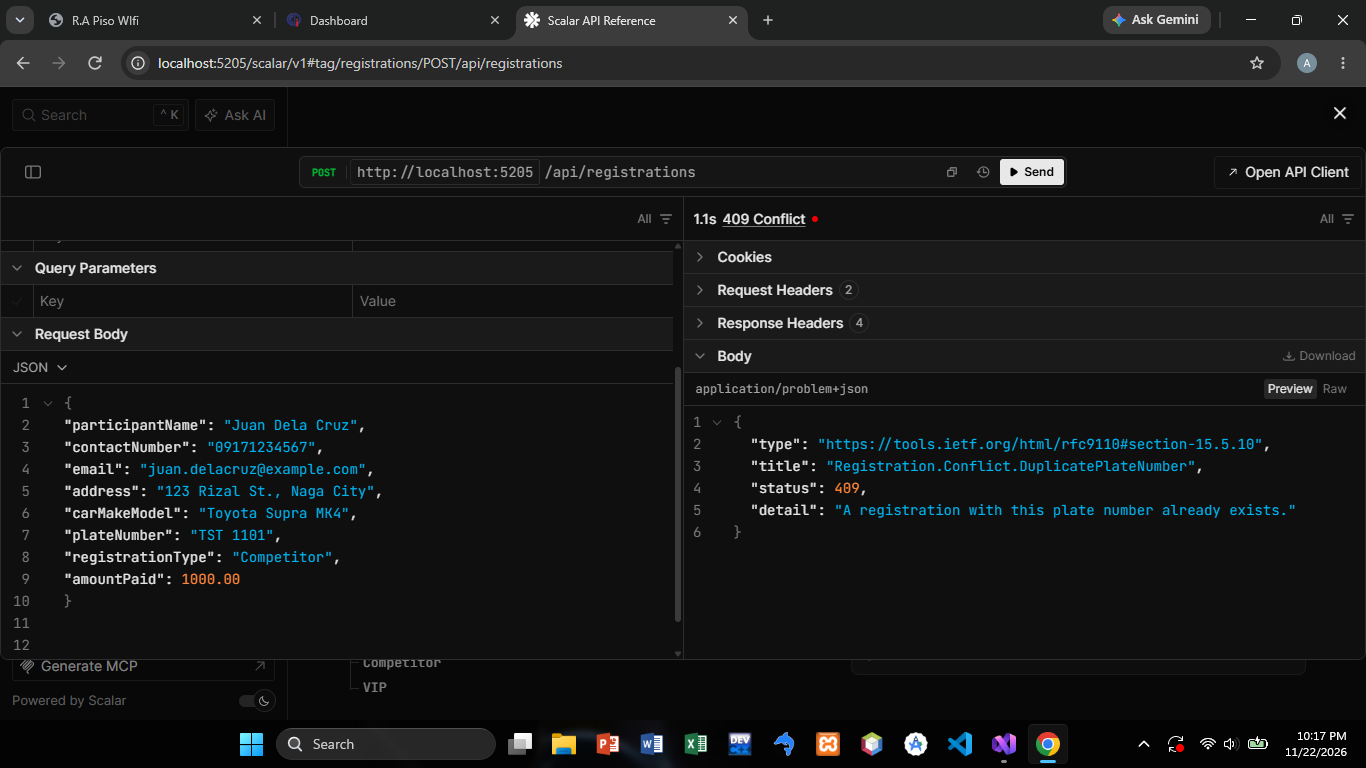 R.A Piso WIfi
Dashboard
Scalar API Reference
Ask Gemini
localhost:5205/scalar/v1#tag/registrations/POST/api/registrations
A
Search
^ K
Ask AI
POST
http://localhost:5205
/api/registrations
Send
Open API Client
All
1.1s 409 Conflict
All
Query Parameters
Key
Value
Request Body
JSON
1 {
2 "participantName": "Juan Dela Cruz",
3 "contactNumber": "09171234567",
4 "email": "juan.delacruz@example.com",
5 "address": "123 Rizal St., Naga City",
6 "carMakeModel": "Toyota Supra MK4",
7 "plateNumber": "TST 1101",
8 "registrationType": "Competitor",
9 "amountPaid": 1000.00
10 }
11
12
Cookies
Request Headers 2
Response Headers 4
Body
Download
application/problem+json
Preview
Raw
1 {
2 "type": "https://tools.ietf.org/html/rfc9110#section-15.5.10",
3 "title": "Registration.Conflict.DuplicatePlateNumber",
4 "status": 409,
5 "detail": "A registration with this plate number already exists."
6 }
Generate MCP
Competitor
VIP
Powered by Scalar
Search
DEV
10:17 PM
11/22/2026